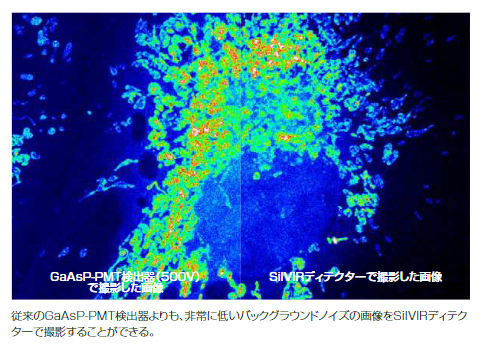 GaAsP-PMT検出器（500V）
で撮影した画像
SilVIRディテクターで撮影した画像
従来のGaAsP-PMT検出器よりも、非常に低いバックグラウンドノイズの画像をSilVIRディテク
ターで撮影することができる。